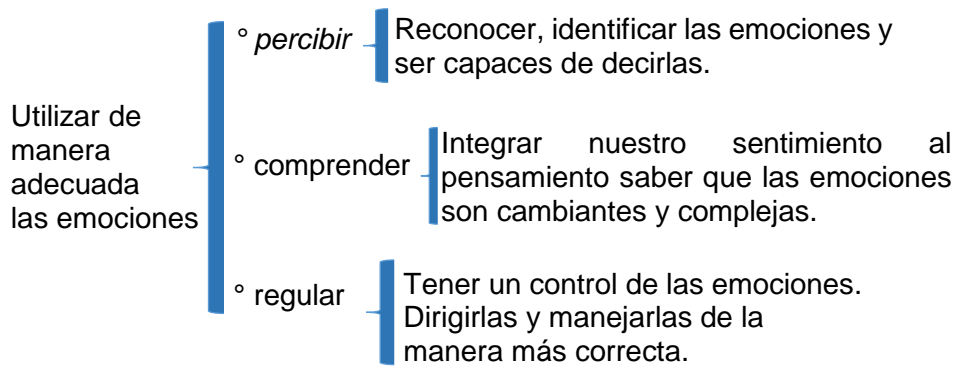 Utilizar de
manera
adecuada
las emociones
° percibir
Reconocer, identificar las emociones y
ser capaces de decirlas.
° comprender
Integrar nuestro sentimiento al
pensamiento saber que las emociones
son cambiantes y complejas.
° regular
Tener un control de las emociones.
Dirigirlas y manejarlas de la
manera más correcta.